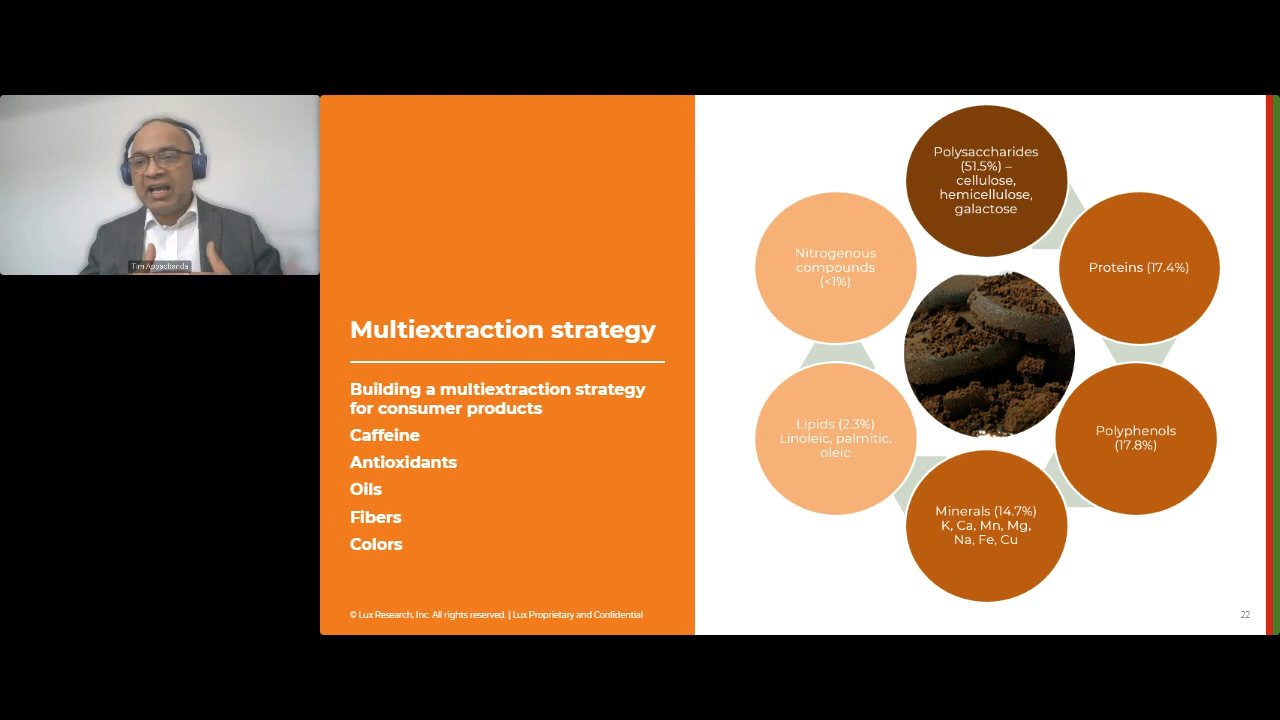 Tim Appachanda
Multiextraction strategy
Building a multiextraction strategy
for consumer products
Caffeine
Antioxidants
Oils
Fibers
Colors
© Lux Research, Inc. All rights reserved. | Lux Proprietary and Confidential
Polysaccharides
(51.5%) –
cellulose,
hemicellulose,
galactose
Proteins (17.4%)
Polyphenols
(17.8%)
Minerals (14.7%)
K, Ca, Mn, Mg,
Na, Fe, Cu
Lipids (2.3%)
Linoleic, palmitic,
oleic
Nitrogenous
compounds
(<1%)
22